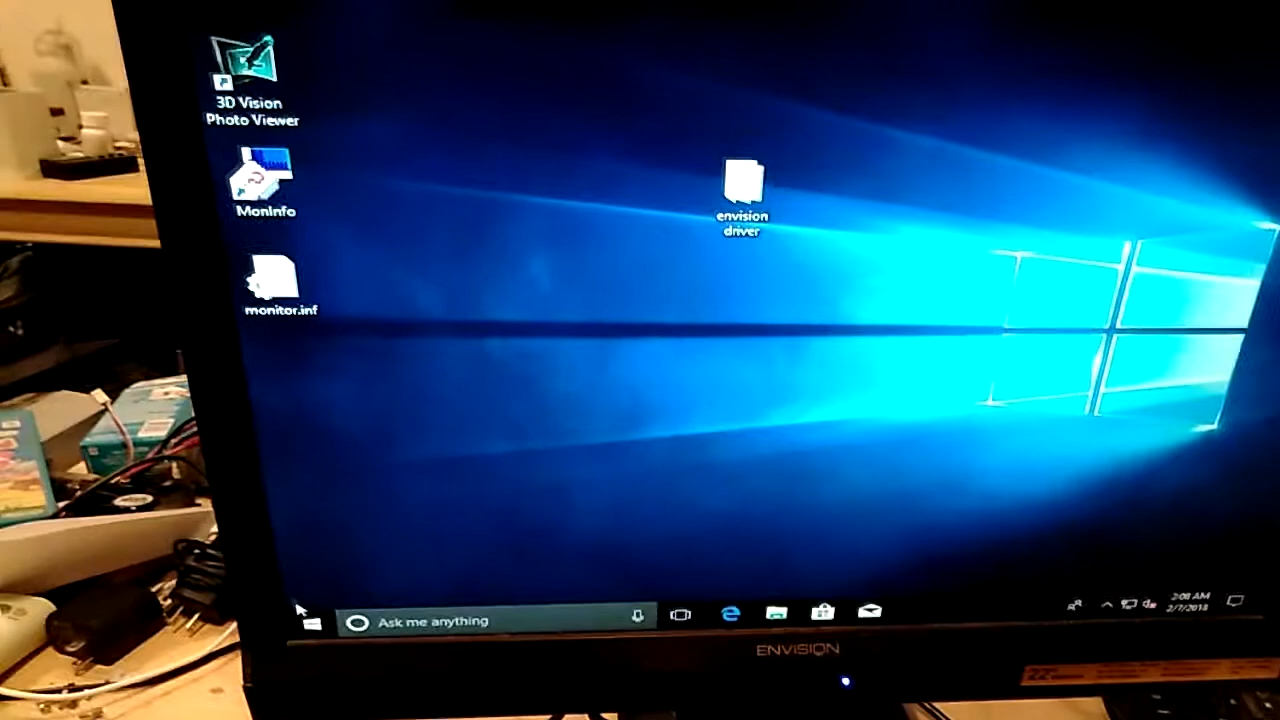 3D Vision
Photo Viewer
MonInfo
monitor.inf
envision
driver
Ask me anything
2:08 AM
2/7/2018
ENVISION
22"